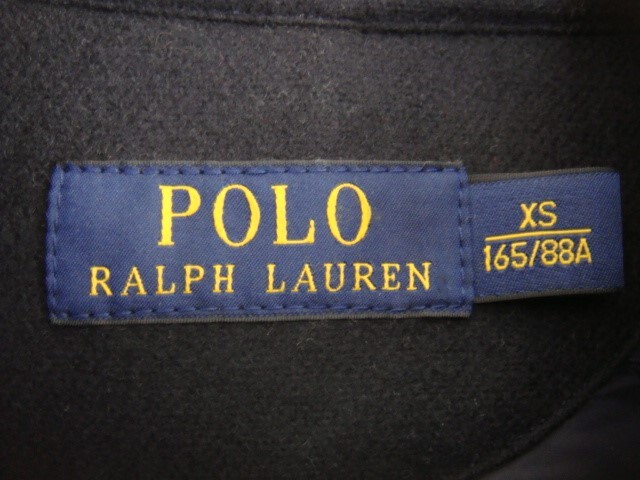 POLO
RALPH LAUREN
XS
165/88A